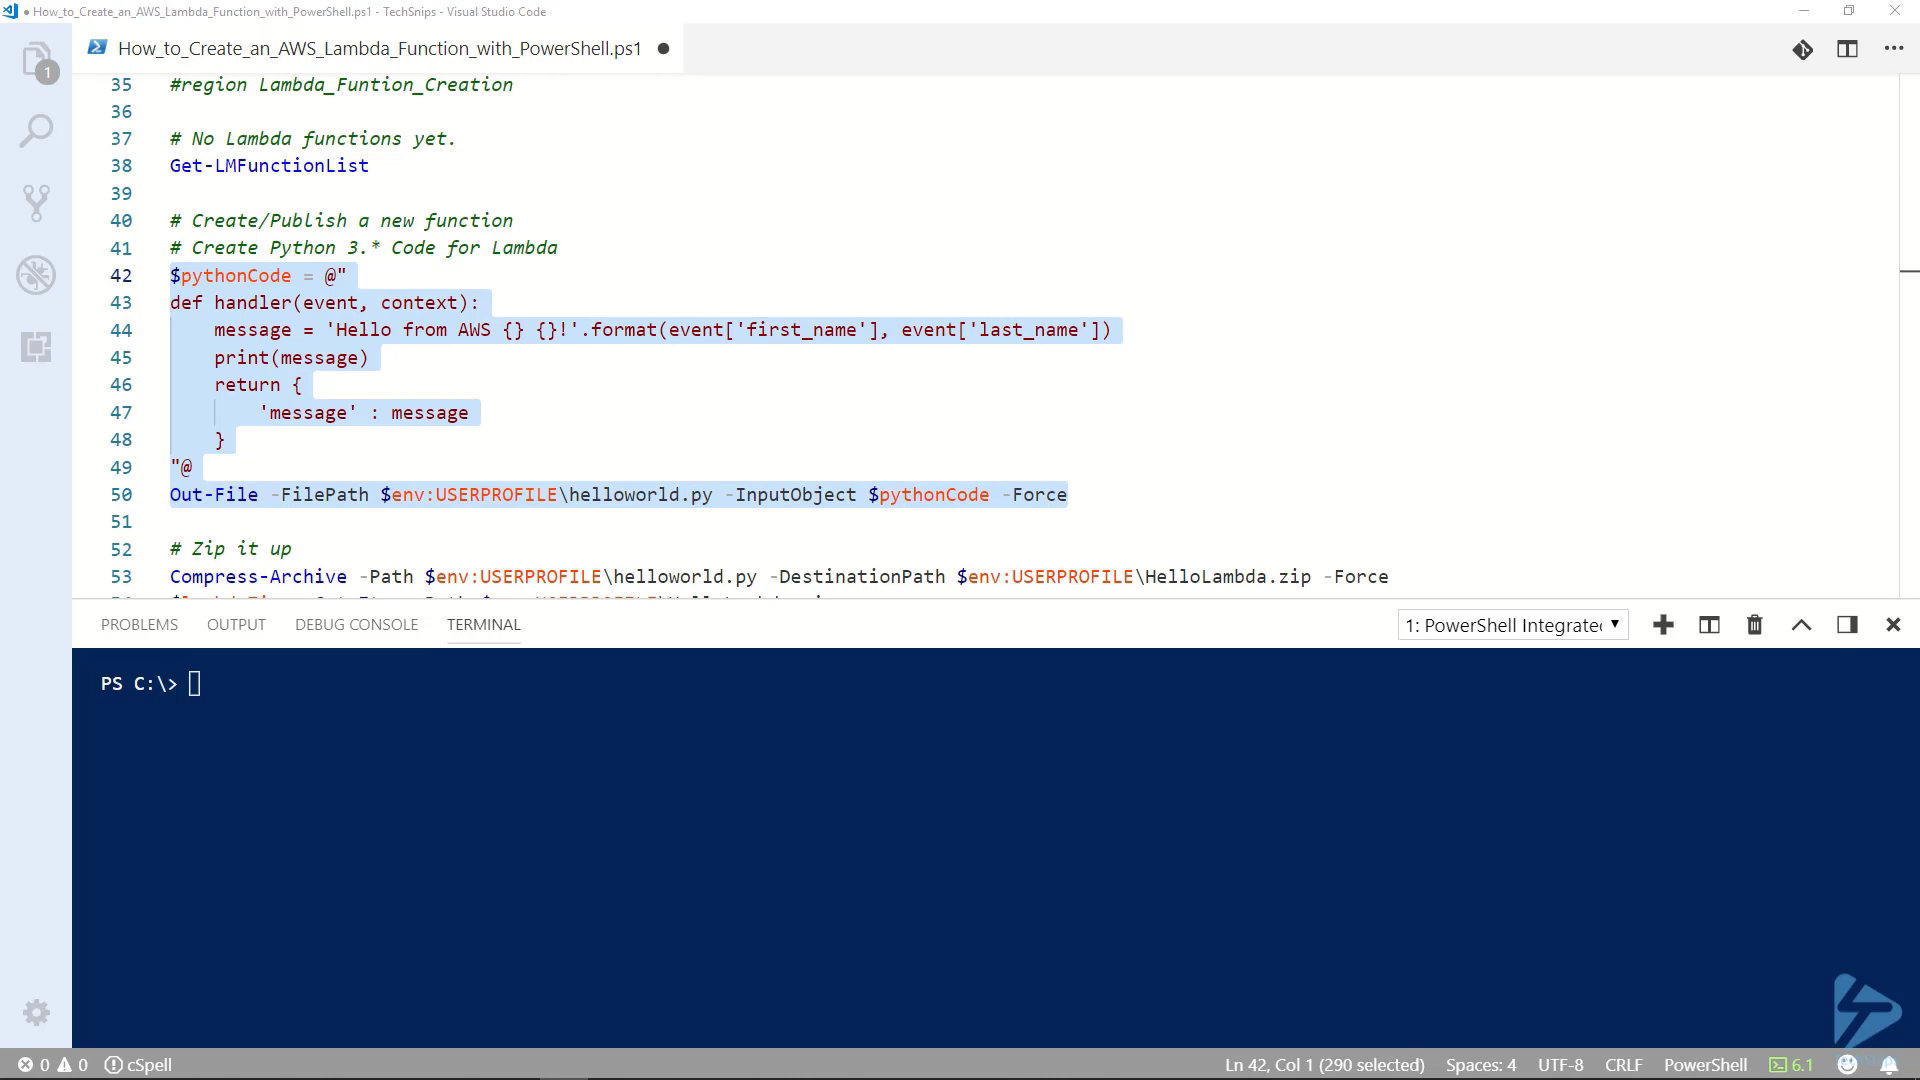 ● How_to_Create_an_AWS_Lambda_Function_with_PowerShell.ps1 - TechSnips - Visual Studio Code
1
How_to_Create_an_AWS_Lambda_Function_with_PowerShell.ps1 ●
35 #region Lambda_Funtion_Creation
36
37 # No Lambda functions yet.
38 Get-LMFunctionList
39
40 # Create/Publish a new function
41 # Create Python 3.* Code for Lambda
42 $pythonCode = @"
43 def handler(event, context):
44     message = 'Hello from AWS {} {}!'.format(event['first_name'], event['last_name'])
45     print(message)
46     return {
47         'message' : message
48     }
49 "@
50 Out-File -FilePath $env:USERPROFILE\helloworld.py -InputObject $pythonCode -Force
51
52 # Zip it up
53 Compress-Archive -Path $env:USERPROFILE\helloworld.py -DestinationPath $env:USERPROFILE\HelloLambda.zip -Force
PROBLEMS OUTPUT DEBUG CONSOLE TERMINAL
1: PowerShell Integrated
PS C:\>
0 0 cSpell
Ln 42, Col 1 (290 selected) Spaces: 4 UTF-8 CRLF PowerShell 6.1